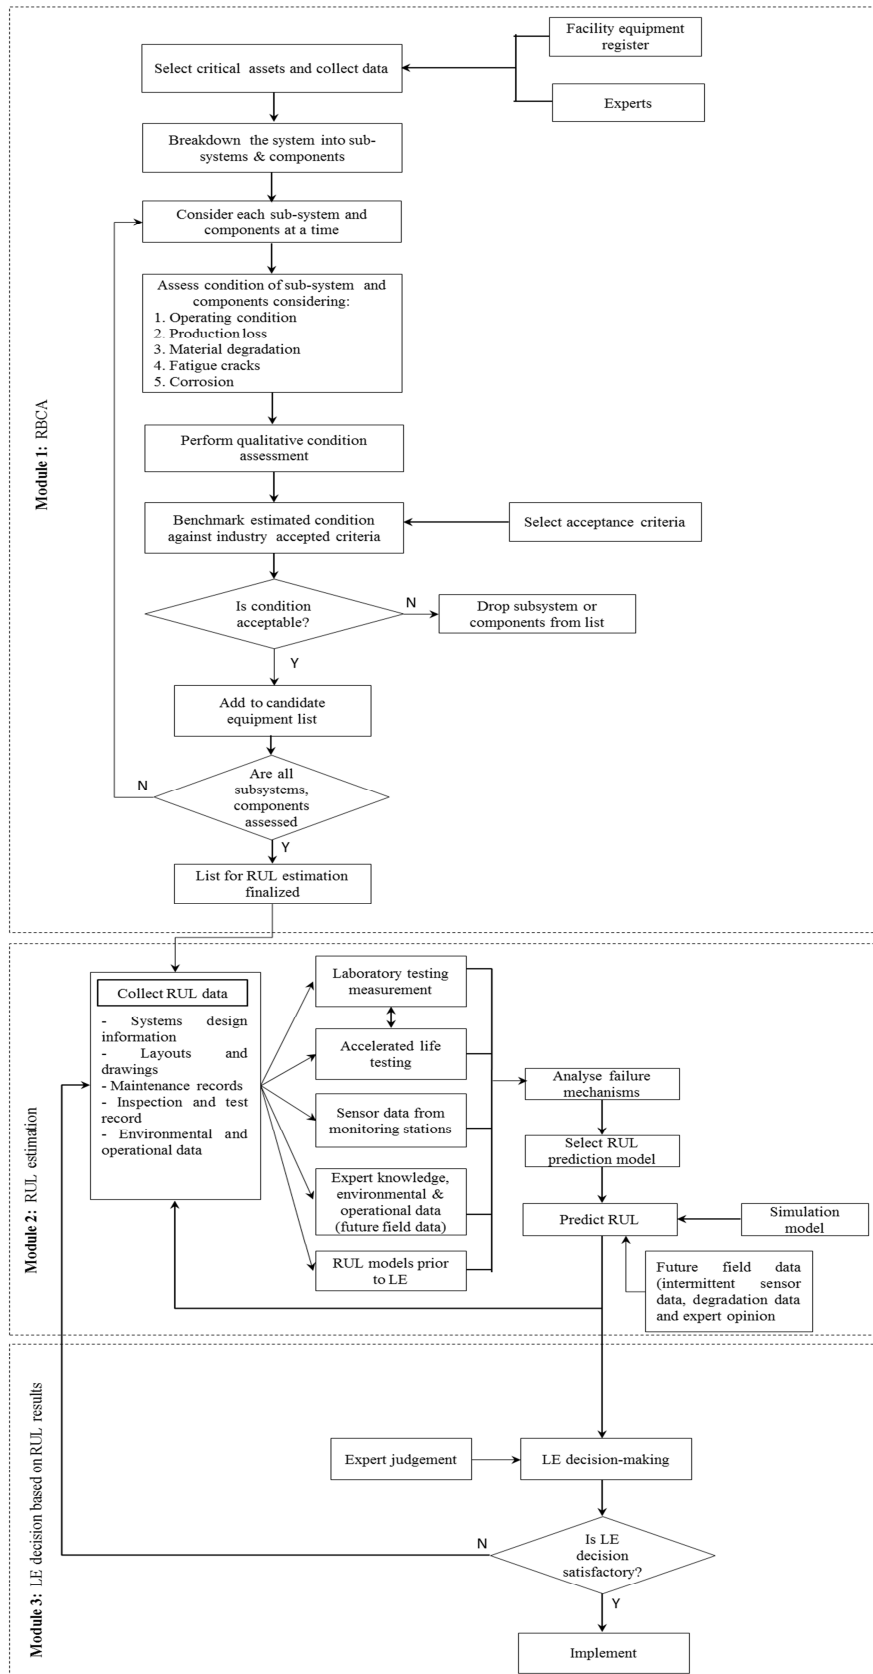 Facility equipment
register
Select critical assets and collect data
Experts
Breakdown the system into sub-
systems & components
Consider each sub-system and
components at a time
Assess condition of sub-system and
components considering:
1. Operating condition
2. Production loss
3. Material degradation
4. Fatigue cracks
5. Corrosion
Perform qualitative condition
assessment
Benchmark estimated condition
against industry accepted criteria
Select acceptance criteria
Is condition
acceptable?
N
Drop subsystem or
components from list
Y
Add to candidate
equipment list
Are all
subsystems,
components
assessed
N
Y
List for RUL estimation
finalized
Module 1: RBCA
Collect RUL data
- Systems design
information
- Layouts and
drawings
- Maintenance records
- Inspection and test
record
- Environmental and
operational data
Laboratory testing
measurement
Accelerated life
testing
Sensor data from
monitoring stations
Expert knowledge,
environmental &
operational data
(future field data)
RUL models prior
to LE
Analyse failure
mechanisms
Select RUL
prediction model
Predict RUL
Simulation
model
Future field data
(intermittent sensor
data, degradation data
and expert opinion
Module 2: RUL estimation
Expert judgement
LE decision-making
Is LE
decision
satisfactory?
N
Y
Implement
Module 3: LE decision based on RUL results